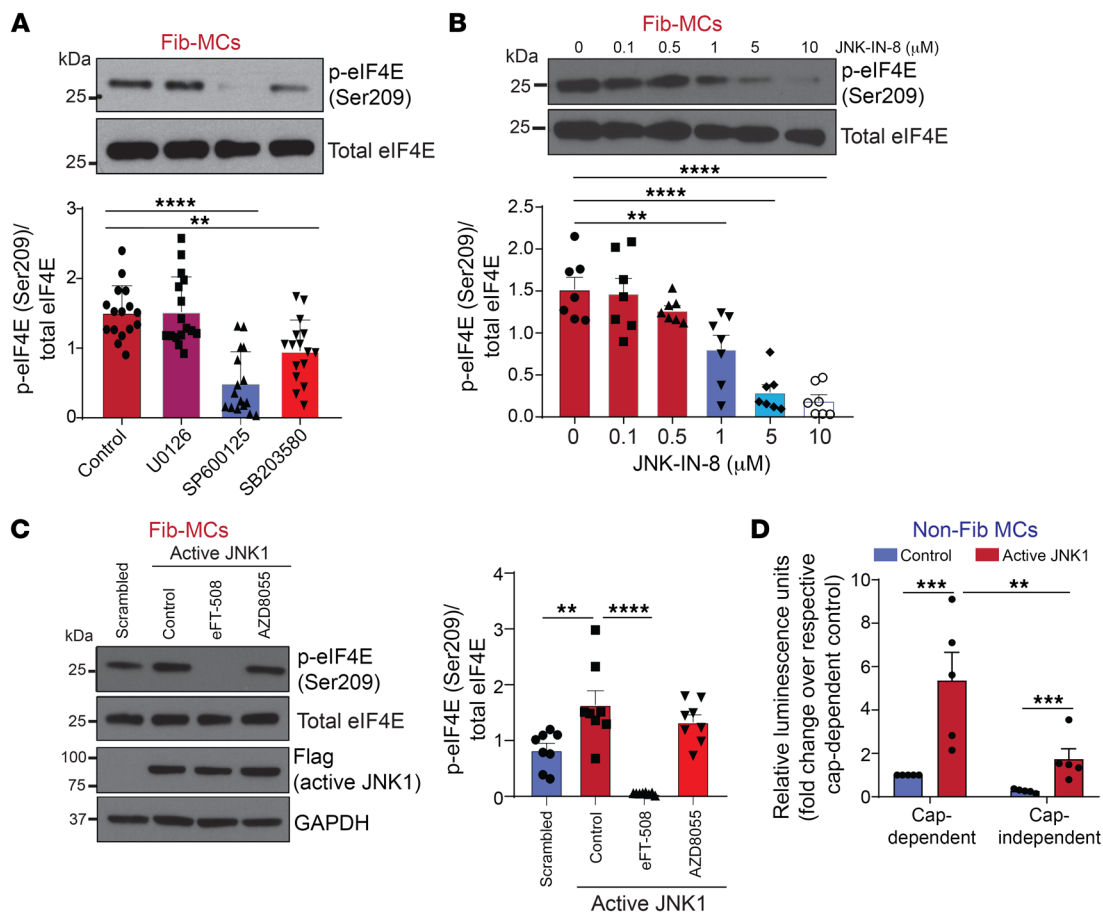 A
Fib-MCs
kDa
25
p-eIF4E
(Ser209)
25
Total eIF4E
p-eIF4E (Ser209)/
total eIF4E
3
2
1
0
****
**
Control
U0126
SP600125
SB203580
B
Fib-MCs
0 0.1 0.5 1 5 10 JNK-IN-8 (μM)
kDa
25
p-eIF4E
(Ser209)
25
Total eIF4E
****
****
**
p-eIF4E (Ser209)/
total eIF4E
2.5
2.0
1.5
1.0
0.5
0.0
0 0.1 0.5 1 5 10
JNK-IN-8 (μM)
C
Fib-MCs
Active JNK1
Scrambled
Control
eFT-508
AZD8055
kDa
25
p-eIF4E
(Ser209)
25
Total eIF4E
100
75
Flag
(active JNK1)
37
GAPDH
p-eIF4E (Ser209)/
total eIF4E
4
3
2
1
0
** ****
Scrambled
Control
eFT-508
AZD8055
Active JNK1
D
Non-Fib MCs
Control Active JNK1
Relative luminescence units
(fold change over respective
cap-dependent control)
10
8
6
4
2
0
*** **
***
Cap-
dependent
Cap-
independent